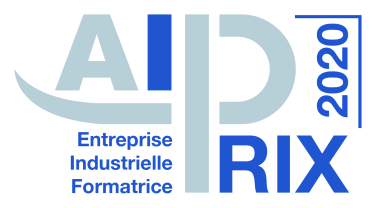 AIP
RIX
2020
Entreprise
Industrielle
Formatrice